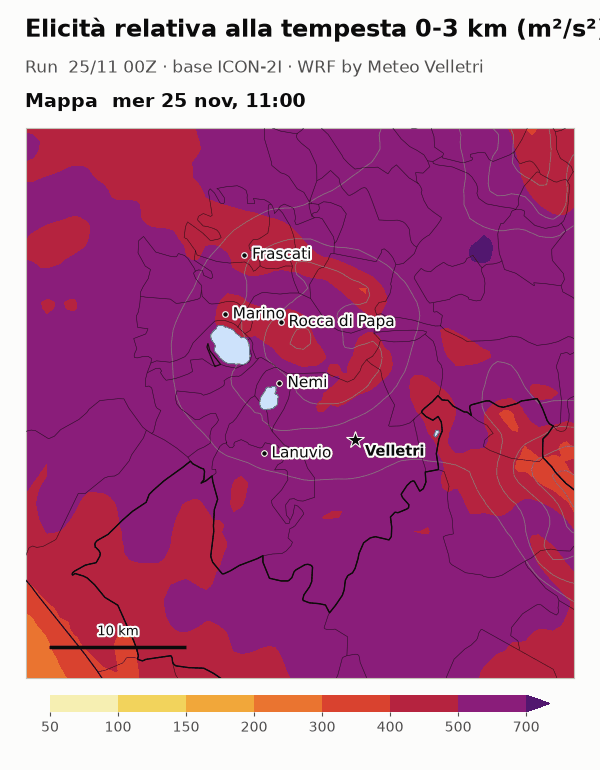 Elicità relativa alla tempesta 0-3 km (m²/s²)
Run  25/11 00Z · base ICON-2I · WRF by Meteo Velletri
Mappa  mer 25 nov, 11:00
Frascati
Marino
Rocca di Papa
Nemi
Velletri
Lanuvio
10 km
50 100 150 200 300 400 500 700